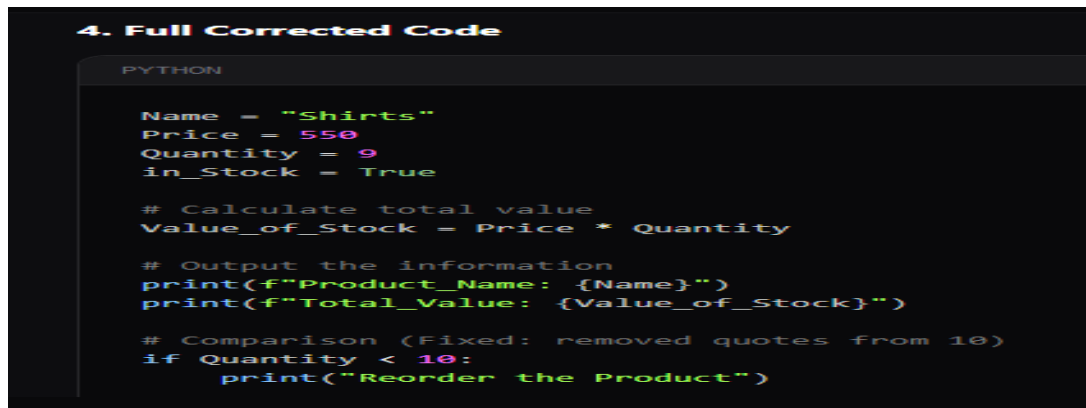 4. Full Corrected Code
PYTHON
Name = "Shirts"
Price = 550
Quantity = 9
in_Stock = True
# Calculate total value
Value_of_Stock = Price * Quantity
# Output the information
print(f"Product_Name: {Name}")
print(f"Total_Value: {Value_of_Stock}")
# Comparison (Fixed: removed quotes from 10)
if Quantity < 10:
print("Reorder the Product")